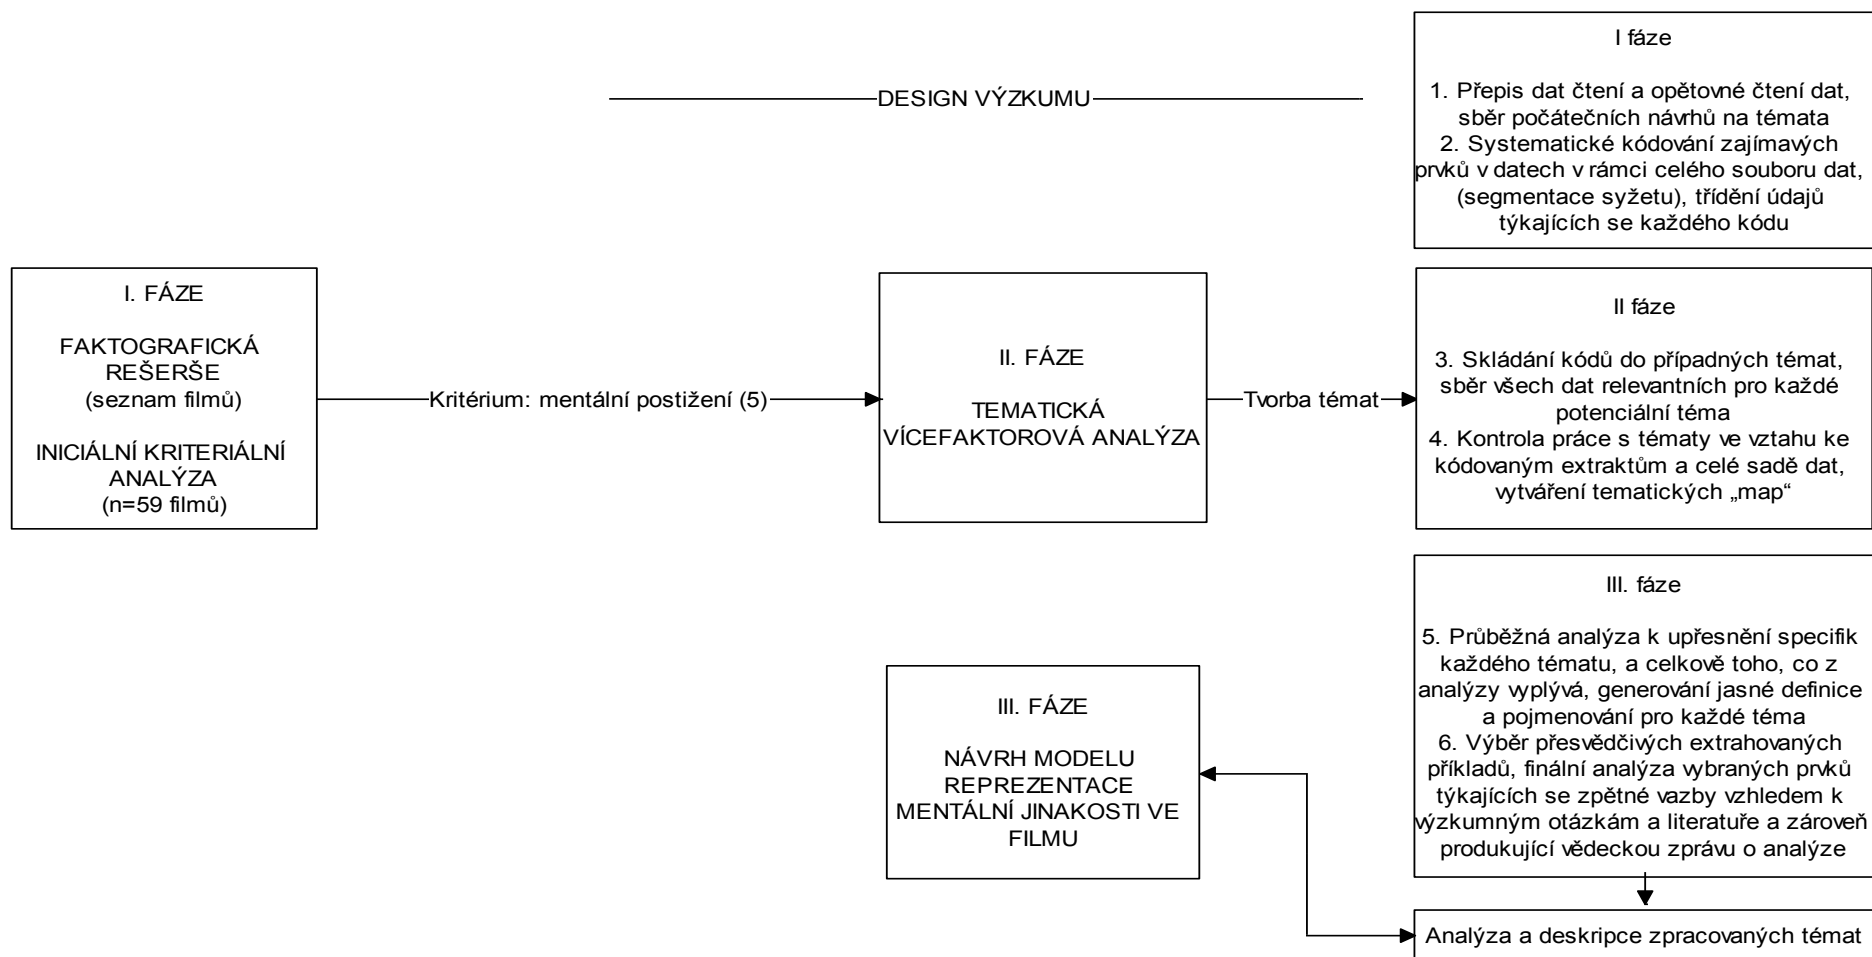 DESIGN VÝZKUMU
I. FÁZE
FAKTOGRAFICKÁ
REŠERŠE
(seznam filmů)
INICIÁLNÍ KRITERIÁLNÍ
ANALÝZA
(n=59 filmů)
Kritérium: mentální postižení (5)
II. FÁZE
TEMATICKÁ
VÍCEFAKTOROVÁ ANALÝZA
Tvorba témat
I fáze
1. Přepis dat čtení a opětovné čtení dat,
sběr počátečních návrhů na témata
2. Systematické kódování zajímavých
prvků v datech v rámci celého souboru dat,
(segmentace syžetu), třídění údajů
týkajících se každého kódu
II fáze
3. Skládání kódů do případných témat,
sběr všech dat relevantních pro každé
potenciální téma
4. Kontrola práce s tématy ve vztahu ke
kódovaným extraktům a celé sadě dat,
vytváření tematických „map“
III. fáze
5. Průběžná analýza k upřesnění specifik
každého tématu, a celkově toho, co z
analýzy vyplývá, generování jasné definice
a pojmenování pro každé téma
6. Výběr přesvědčivých extrahovaných
příkladů, finální analýza vybraných prvků
týkajících se zpětné vazby vzhledem k
výzkumným otázkám a literatuře a zároveň
produkující vědeckou zprávu o analýze
III. FÁZE
NÁVRH MODELU
REPREZENTACE
MENTÁLNÍ JINAKOSTI VE
FILMU
Analýza a deskripce zpracovaných témat